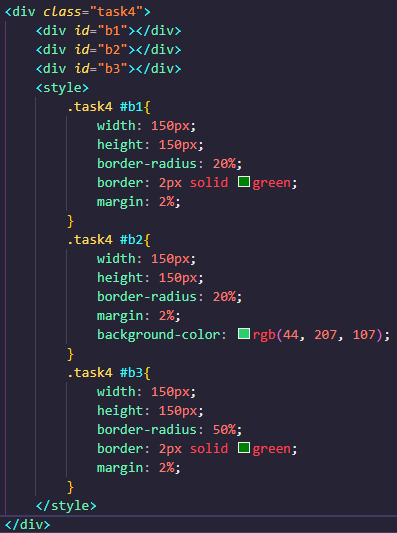 <div class="task4">
    <div id="b1"></div>
    <div id="b2"></div>
    <div id="b3"></div>
    <style>
        .task4 #b1{
            width: 150px;
            height: 150px;
            border-radius: 20%;
            border: 2px solid green;
            margin: 2%;
        }
        .task4 #b2{
            width: 150px;
            height: 150px;
            border-radius: 20%;
            margin: 2%;
            background-color: rgb(44, 207, 107);
        }
        .task4 #b3{
            width: 150px;
            height: 150px;
            border-radius: 50%;
            border: 2px solid green;
            margin: 2%;
        }
    </style>
</div>